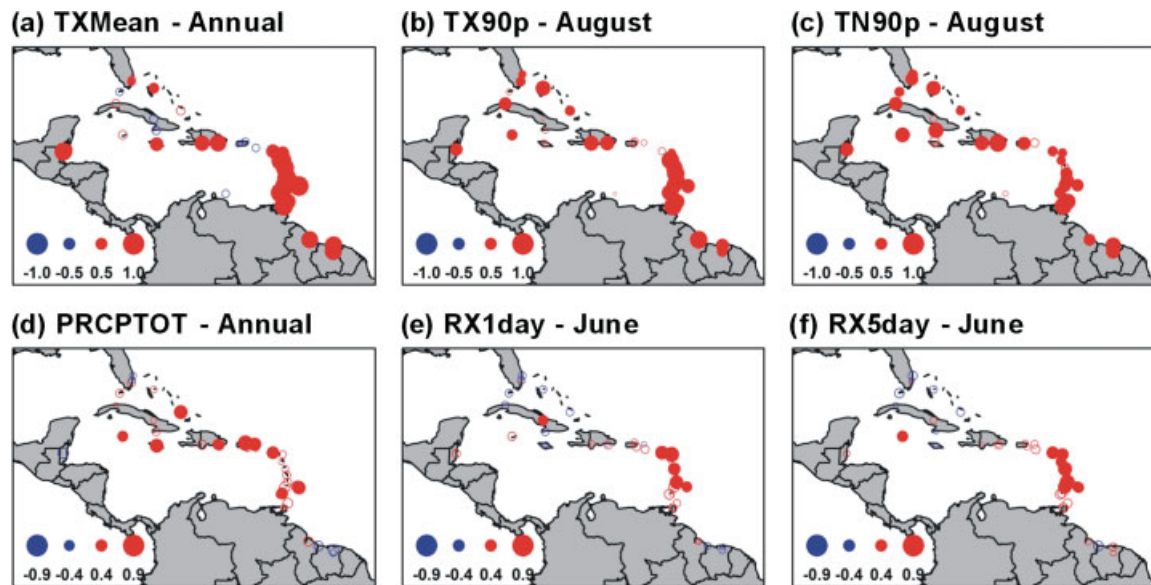 (a) TXMean - Annual
(b) TX90p - August
(c) TN90p - August
-1.0 -0.5 0.5 1.0
-1.0 -0.5 0.5 1.0
-1.0 -0.5 0.5 1.0
(d) PRCPTOT - Annual
(e) RX1day - June
(f) RX5day - June
-0.9 -0.4 0.4 0.9
-0.9 -0.4 0.4 0.9
-0.9 -0.4 0.4 0.9